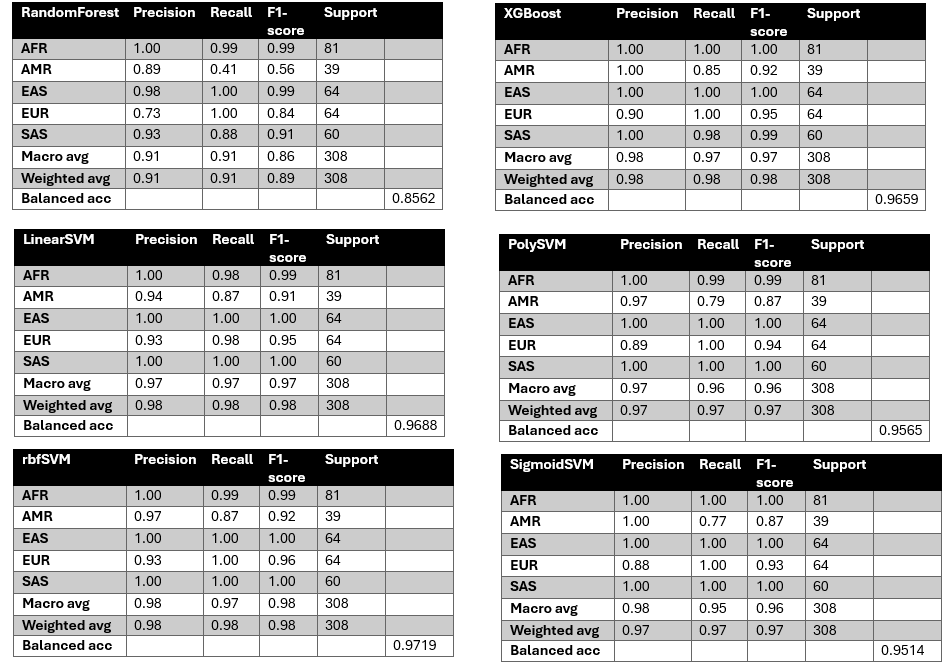 RandomForest Precision Recall F1-score Support
AFR 1.00 0.99 0.99 81
AMR 0.89 0.41 0.56 39
EAS 0.98 1.00 0.99 64
EUR 0.73 1.00 0.84 64
SAS 0.93 0.88 0.91 60
Macro avg 0.91 0.91 0.86 308
Weighted avg 0.91 0.91 0.89 308
Balanced acc 0.8562
XGBoost Precision Recall F1-score Support
AFR 1.00 1.00 1.00 81
AMR 1.00 0.85 0.92 39
EAS 1.00 1.00 1.00 64
EUR 0.90 1.00 0.95 64
SAS 1.00 0.98 0.99 60
Macro avg 0.98 0.97 0.97 308
Weighted avg 0.98 0.98 0.98 308
Balanced acc 0.9659
LinearSVM Precision Recall F1-score Support
AFR 1.00 0.98 0.99 81
AMR 0.94 0.87 0.91 39
EAS 1.00 1.00 1.00 64
EUR 0.93 0.98 0.95 64
SAS 1.00 1.00 1.00 60
Macro avg 0.97 0.97 0.97 308
Weighted avg 0.98 0.98 0.98 308
Balanced acc 0.9688
PolySVM Precision Recall F1-score Support
AFR 1.00 0.99 0.99 81
AMR 0.97 0.79 0.87 39
EAS 1.00 1.00 1.00 64
EUR 0.89 1.00 0.94 64
SAS 1.00 1.00 1.00 60
Macro avg 0.97 0.96 0.96 308
Weighted avg 0.97 0.97 0.97 308
Balanced acc 0.9565
rbfSVM Precision Recall F1-score Support
AFR 1.00 0.99 0.99 81
AMR 0.97 0.87 0.92 39
EAS 1.00 1.00 1.00 64
EUR 0.93 1.00 0.96 64
SAS 1.00 1.00 1.00 60
Macro avg 0.98 0.97 0.98 308
Weighted avg 0.98 0.98 0.98 308
Balanced acc 0.9719
SigmoidSVM Precision Recall F1-score Support
AFR 1.00 1.00 1.00 81
AMR 1.00 0.77 0.87 39
EAS 1.00 1.00 1.00 64
EUR 0.88 1.00 0.93 64
SAS 1.00 1.00 1.00 60
Macro avg 0.98 0.95 0.96 308
Weighted avg 0.97 0.97 0.97 308
Balanced acc 0.9514